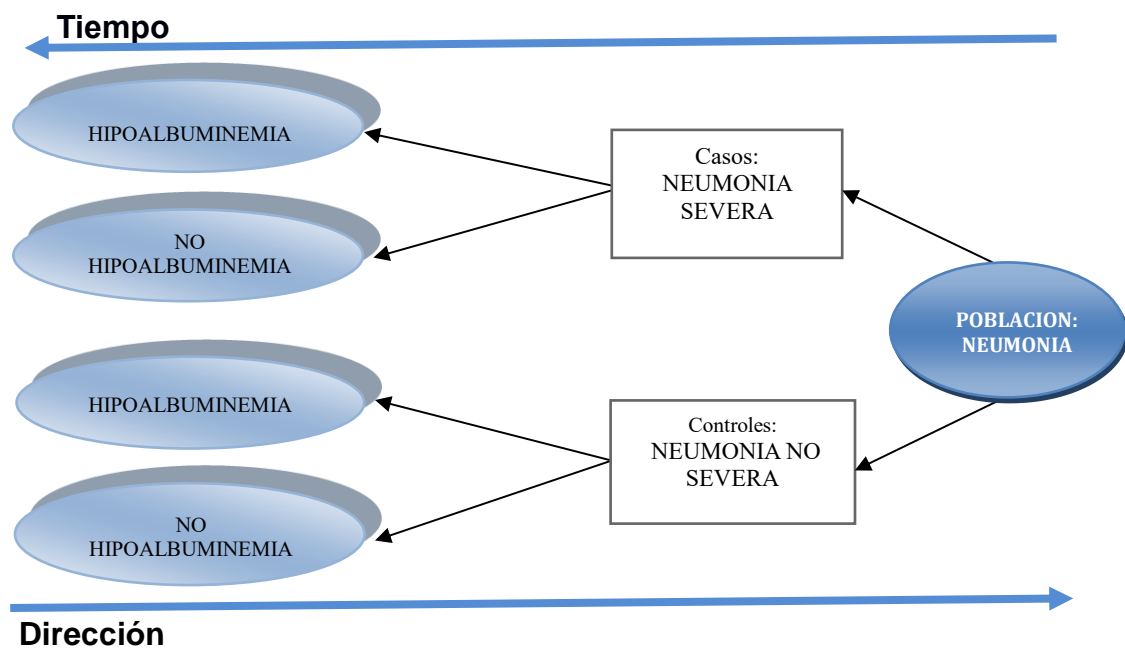 Tiempo
HIPOALBUMINEMIA
NO
HIPOALBUMINEMIA
Casos:
NEUMONIA
SEVERA
POBLACION:
NEUMONIA
HIPOALBUMINEMIA
NO
HIPOALBUMINEMIA
Controles:
NEUMONIA NO
SEVERA
Dirección